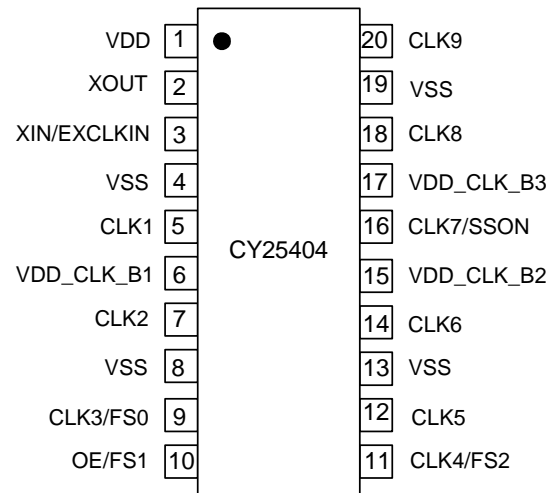 VDD 1 20 CLK9
XOUT 2 19 VSS
XIN/EXCLKIN 3 18 CLK8
VSS 4 17 VDD_CLK_B3
CLK1 5 16 CLK7/SSON
CY25404
VDD_CLK_B1 6 15 VDD_CLK_B2
CLK2 7 14 CLK6
VSS 8 13 VSS
CLK3/FS0 9 12 CLK5
OE/FS1 10 11 CLK4/FS2